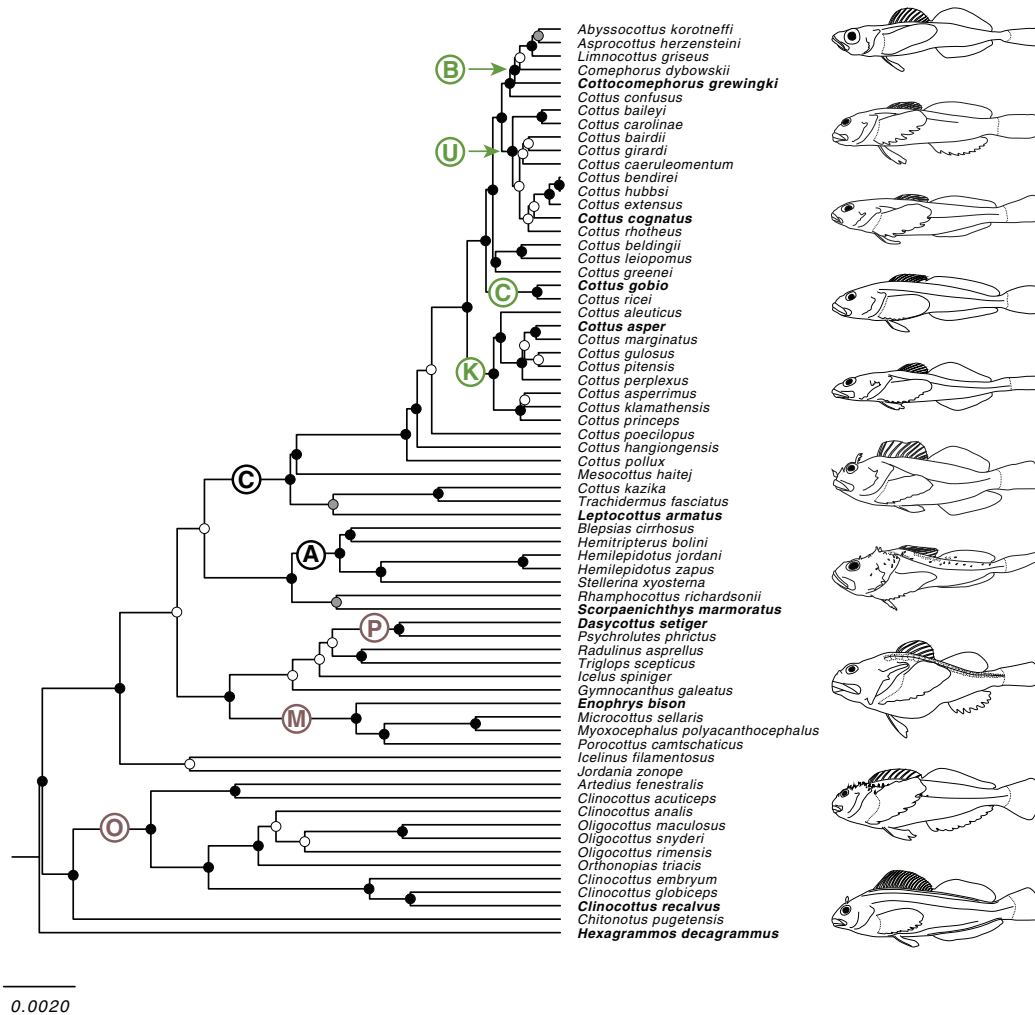 Abyssocottus korotneffi
Asprocottus herzensteini
Limnocottus griseus
B
Comephorus dybowskii
Cottocomephorus grewingki
Cottus confusus
Cottus baileyi
Cottus carolinae
Cottus bairdii
U
Cottus girardi
Cottus caeruleomentum
Cottus bendirei
Cottus hubbsi
Cottus extensus
Cottus cognatus
Cottus rhotheus
Cottus beldingii
Cottus leiopomus
Cottus greenei
C
Cottus gobio
Cottus ricei
Cottus aleuticus
Cottus asper
Cottus marginatus
Cottus gulosus
K
Cottus pitensis
Cottus perplexus
Cottus asperrimus
Cottus klamathensis
Cottus princeps
Cottus poecilopus
Cottus hangiongensis
Cottus pollux
Mesocottus haitej
C
Cottus kazika
Trachidermus fasciatus
Leptocottus armatus
Blepsias cirrhosus
Hemitripterus bolini
A
Hemilepidotus jordani
Hemilepidotus zapus
Stellerina xyosterna
Rhamphocottus richardsonii
Scorpaenichthys marmoratus
Dasycottus setiger
P
Psychrolutes phrictus
Radulinus asprellus
Triglops scepticus
Icelus spiniger
Gymnocanthus galeatus
Enophrys bison
M
Microcottus sellaris
Myoxocephalus polyacanthocephalus
Porocottus camtschaticus
Icelinus filamentosus
Jordania zonope
Artedius fenestralis
Clinocottus acuticeps
Clinocottus analis
O
Oligocottus maculosus
Oligocottus snyderi
Oligocottus rimensis
Orthonopias triacis
Clinocottus embryum
Clinocottus globiceps
Clinocottus recalvus
Chitonotus pugetensis
Hexagrammos decagrammus
0.0020